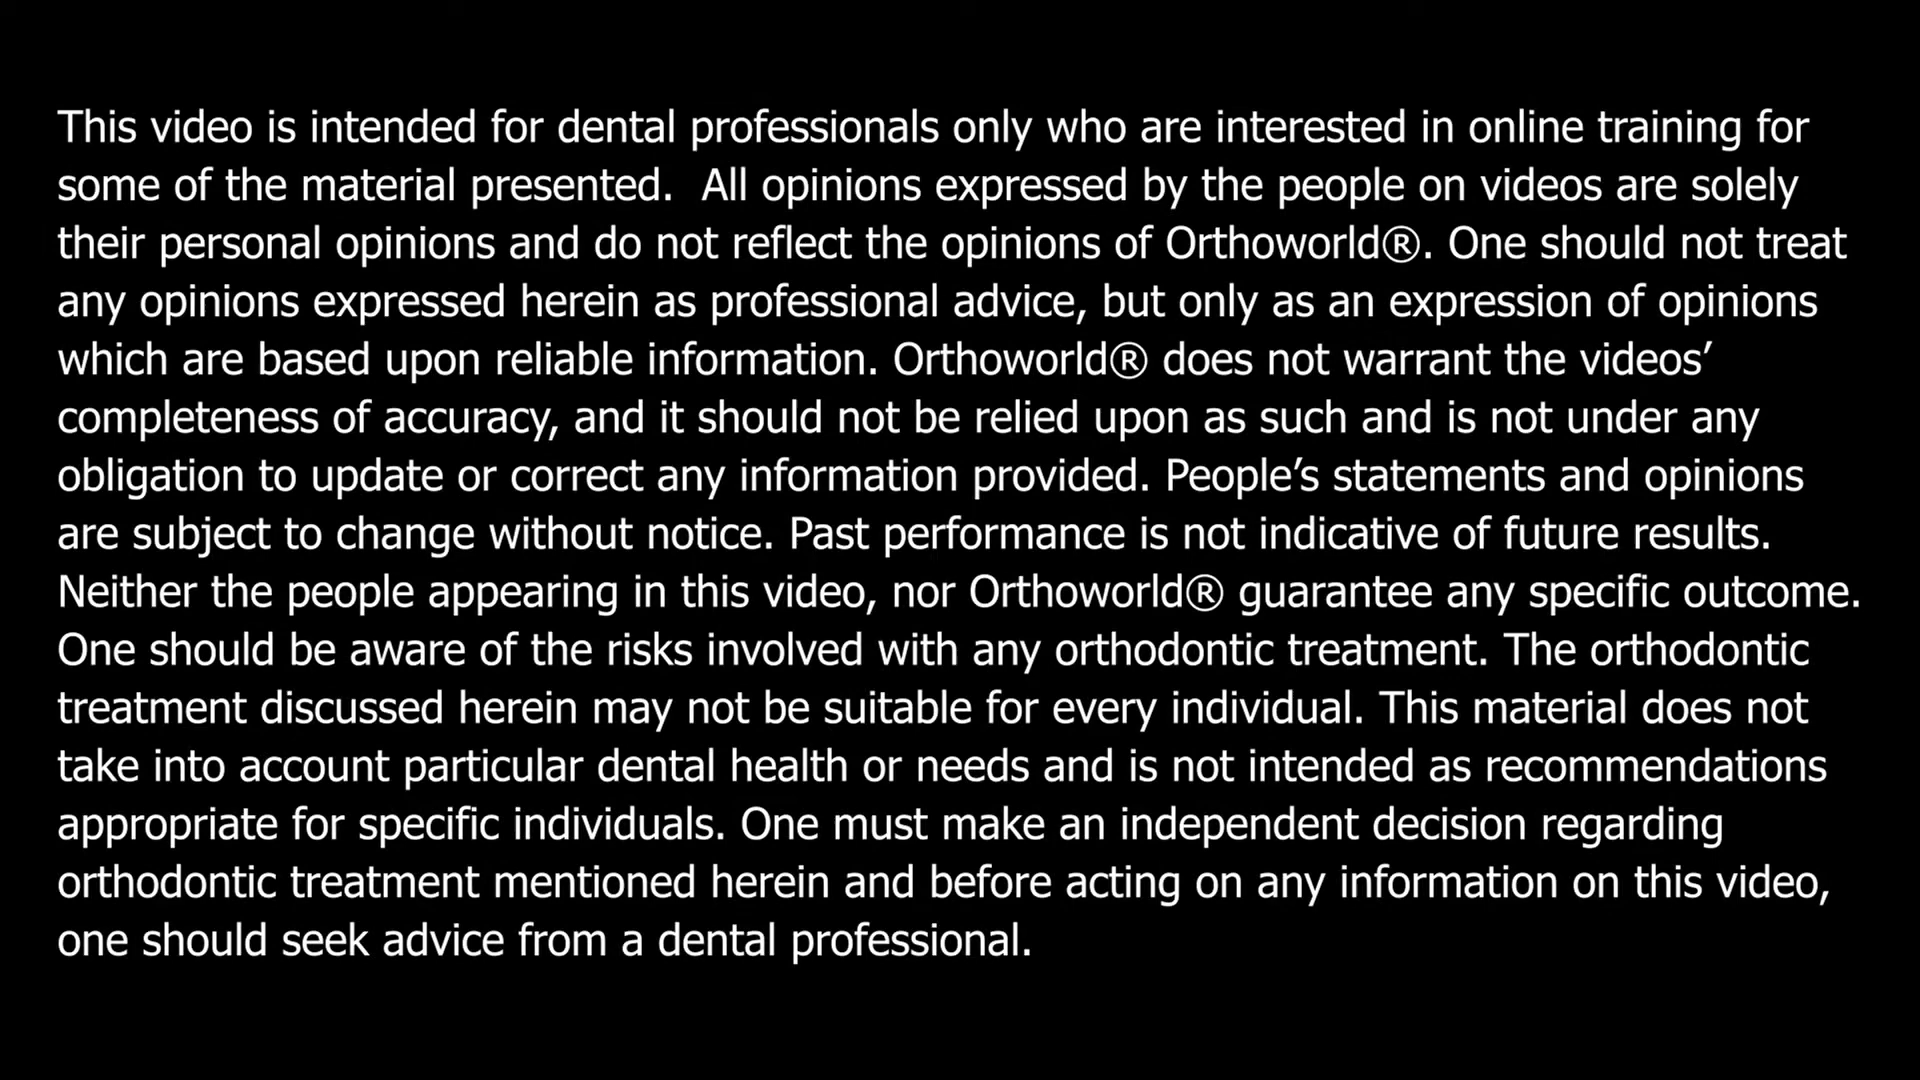 This video is intended for dental professionals only who are interested in online training for
some of the material presented.  All opinions expressed by the people on videos are solely
their personal opinions and do not reflect the opinions of Orthoworld®. One should not treat
any opinions expressed herein as professional advice, but only as an expression of opinions
which are based upon reliable information. Orthoworld® does not warrant the videos’
completeness of accuracy, and it should not be relied upon as such and is not under any
obligation to update or correct any information provided. People’s statements and opinions
are subject to change without notice. Past performance is not indicative of future results.
Neither the people appearing in this video, nor Orthoworld® guarantee any specific outcome.
One should be aware of the risks involved with any orthodontic treatment. The orthodontic
treatment discussed herein may not be suitable for every individual. This material does not
take into account particular dental health or needs and is not intended as recommendations
appropriate for specific individuals. One must make an independent decision regarding
orthodontic treatment mentioned herein and before acting on any information on this video,
one should seek advice from a dental professional.